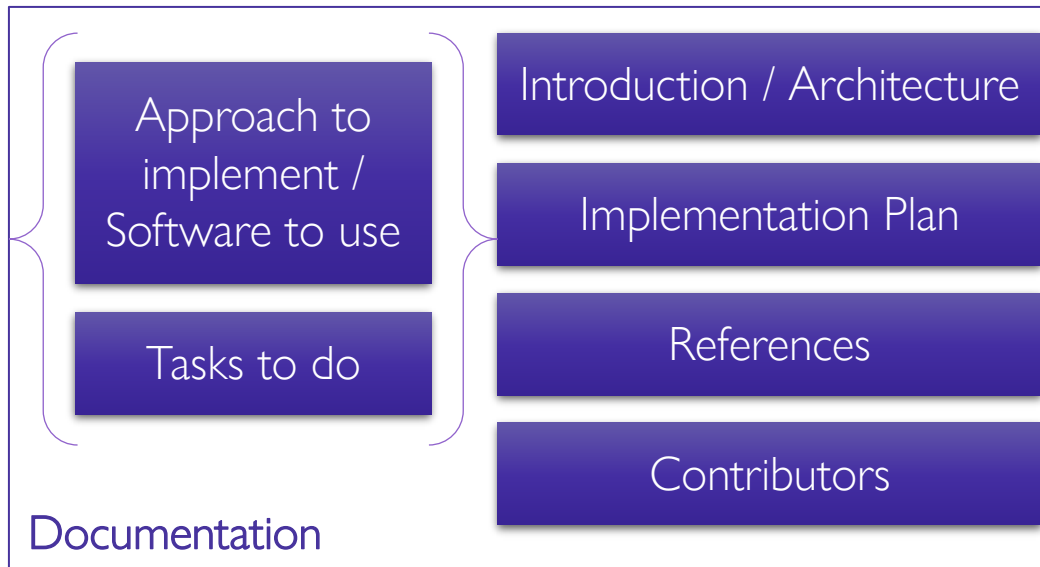 Approach to
implement /
Software to use
Tasks to do
Introduction / Architecture
Implementation Plan
References
Contributors
Documentation